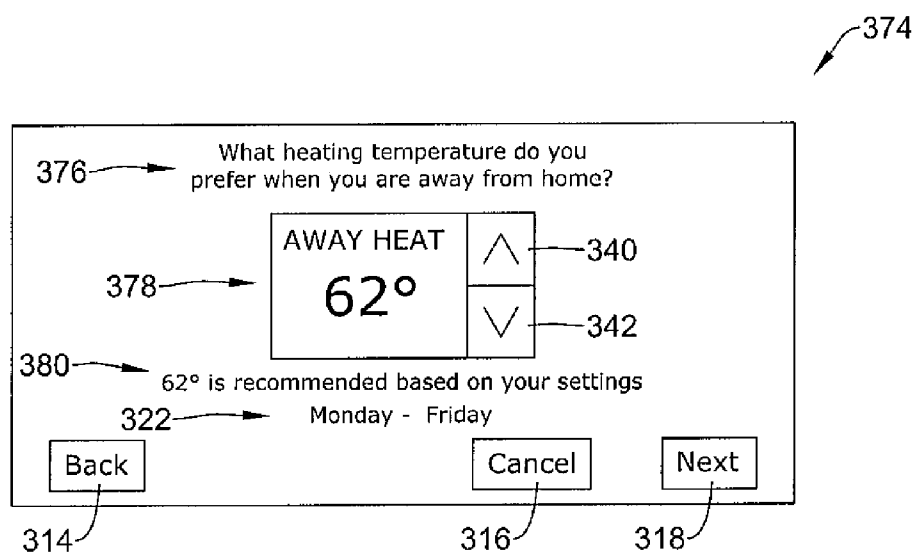 374
What heating temperature do you
376
prefer when you are away from home?
AWAY HEAT
340
378
62°
342
380
62° is recommended based on your settings
322
Monday - Friday
Back
Cancel
Next
314
316
318